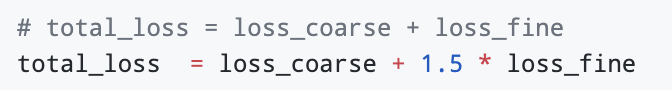 # total_loss = loss_coarse + loss_fine
total_loss  = loss_coarse + 1.5 * loss_fine